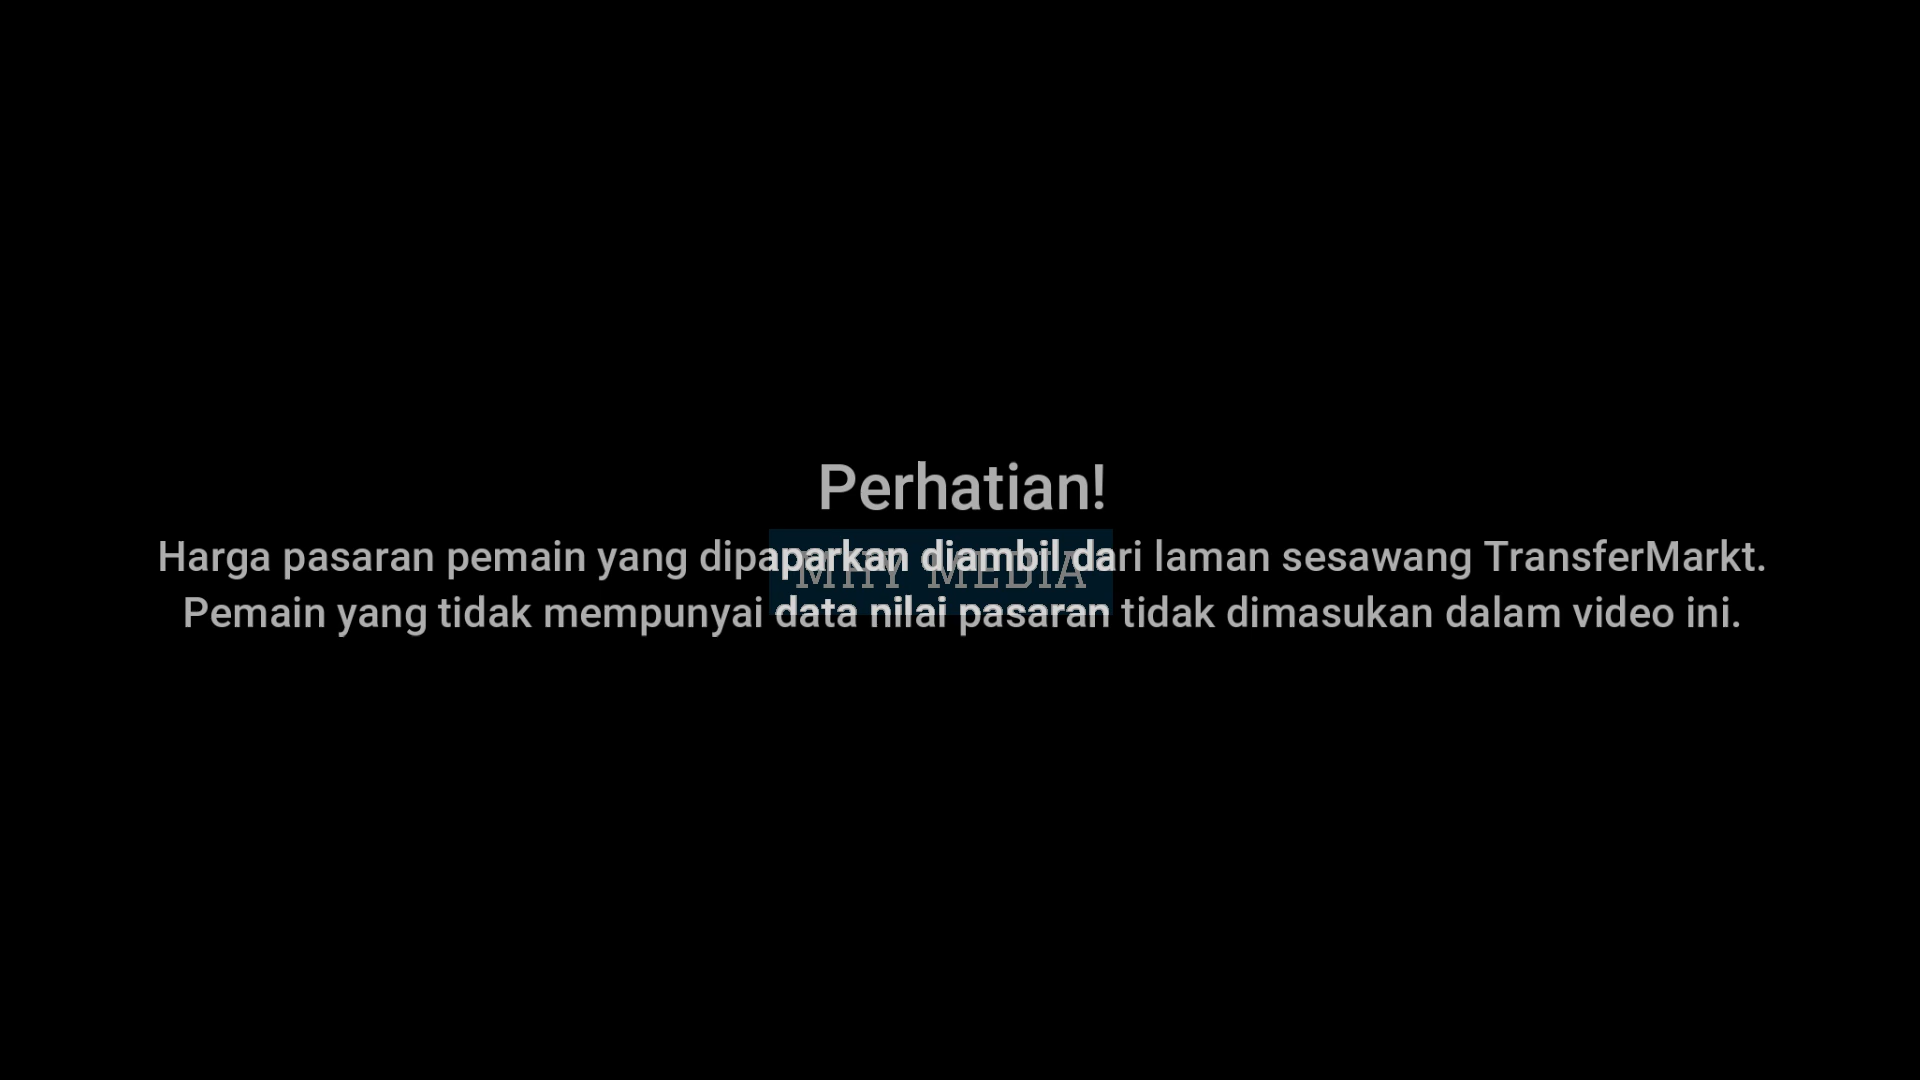 Perhatian!
Harga pasaran pemain yang dipaparkan diambil dari laman sesawang TransferMarkt.
MHY MEDIA
Pemain yang tidak mempunyai data nilai pasaran tidak dimasukan dalam video ini.